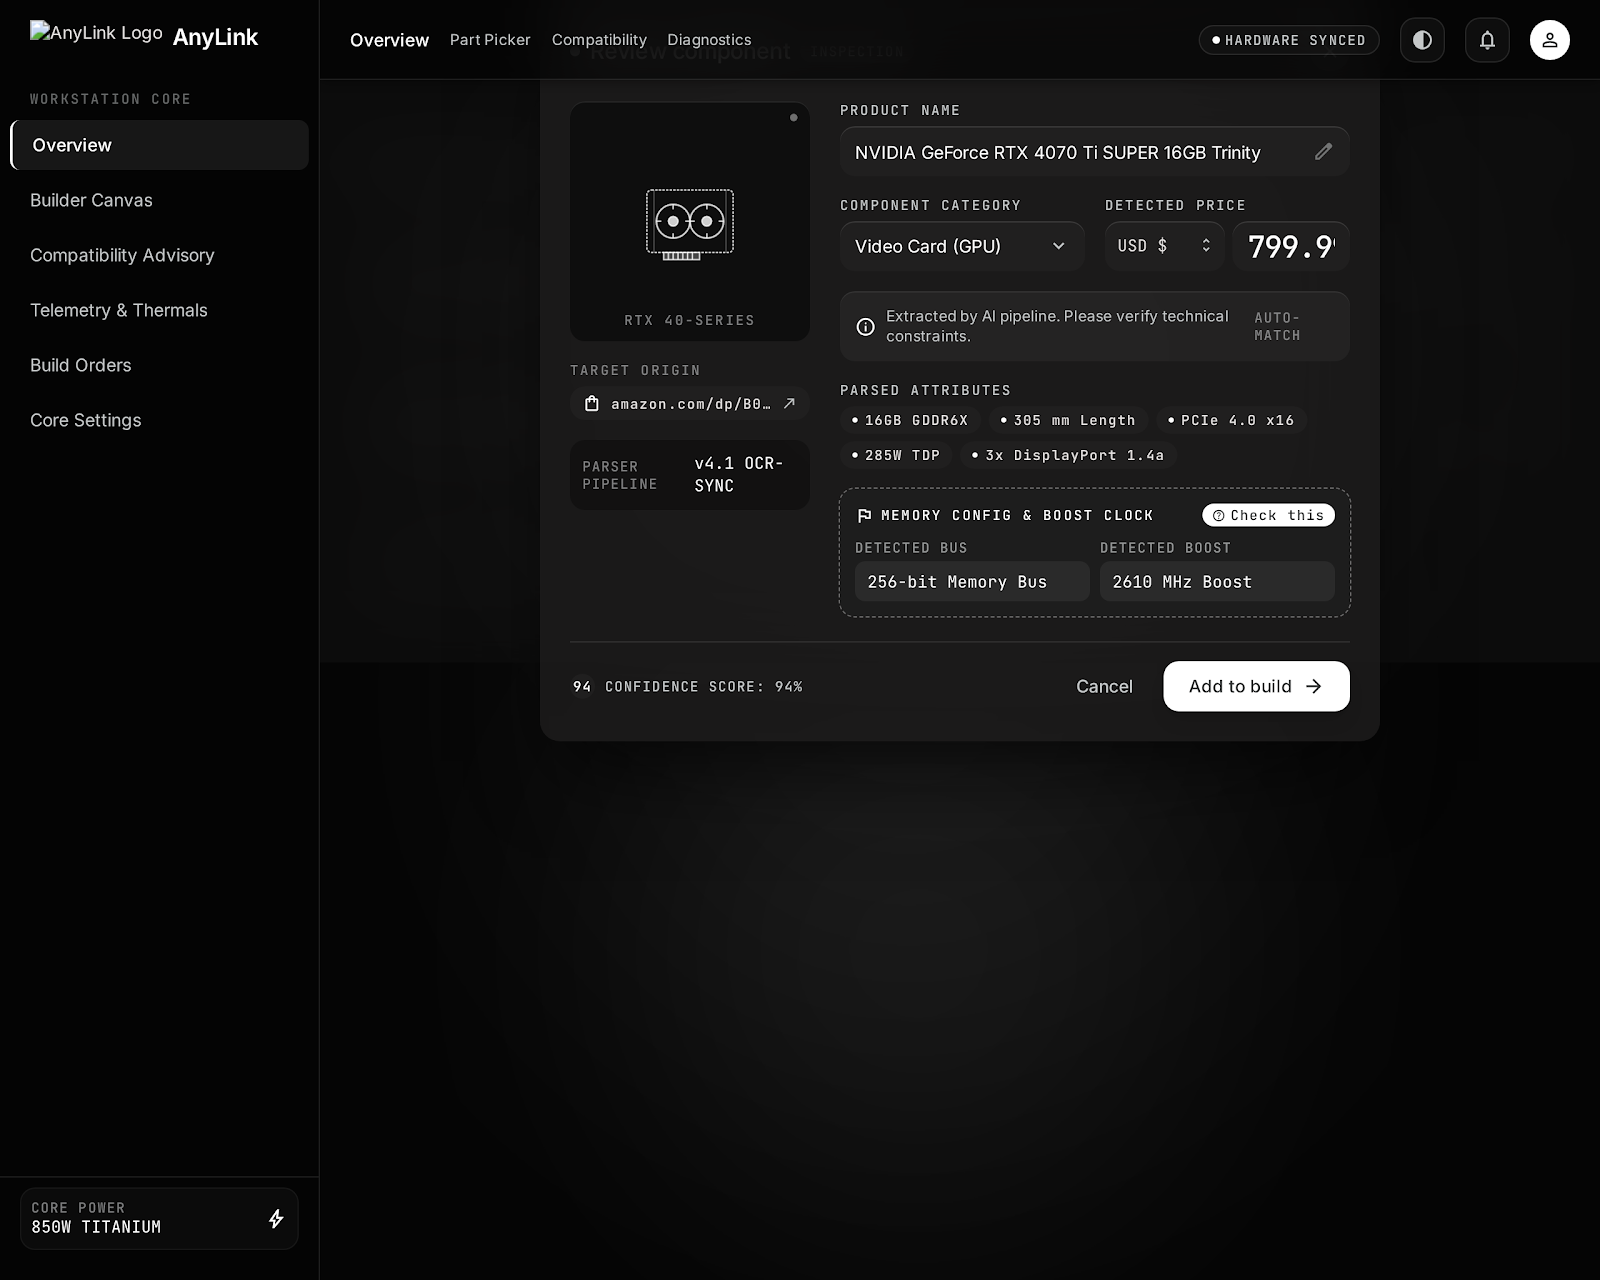 AnyLink Logo AnyLink
WORKSTATION CORE
Overview
Builder Canvas
Compatibility Advisory
Telemetry & Thermals
Build Orders
Core Settings
CORE POWER
850W TITANIUM
Overview Part Picker Compatibility Diagnostics
HARDWARE SYNCED
Review component INSPECTION
RTX 40-SERIES
TARGET ORIGIN
amazon.com/dp/B0…
PARSER
PIPELINE
v4.1 OCR-
SYNC
PRODUCT NAME
NVIDIA GeForce RTX 4070 Ti SUPER 16GB Trinity
COMPONENT CATEGORY
Video Card (GPU)
DETECTED PRICE
USD $
799.9
Extracted by AI pipeline. Please verify technical
constraints.
AUTO-
MATCH
PARSED ATTRIBUTES
• 16GB GDDR6X • 305 mm Length • PCIe 4.0 x16
• 285W TDP • 3x DisplayPort 1.4a
MEMORY CONFIG & BOOST CLOCK
Check this
DETECTED BUS
256-bit Memory Bus
DETECTED BOOST
2610 MHz Boost
94 CONFIDENCE SCORE: 94%
Cancel
Add to build